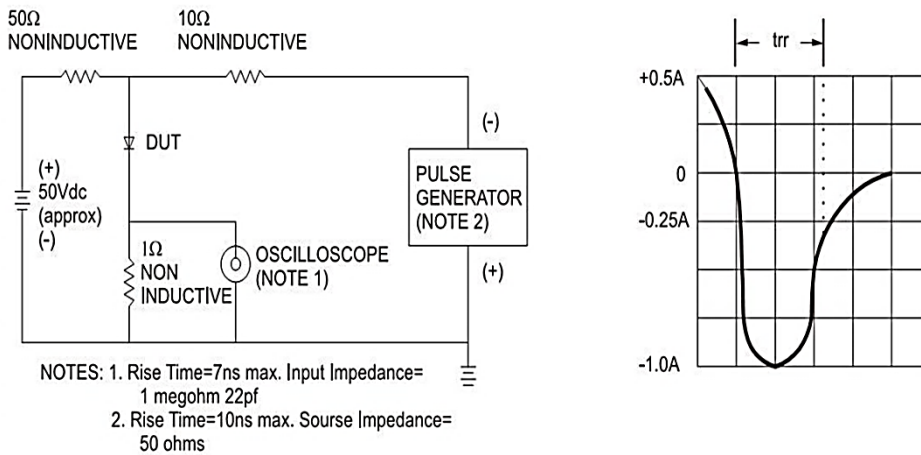 50Ω
NONINDUCTIVE
10Ω
NONINDUCTIVE
DUT
(+)
50Vdc
(approx)
(-)
1Ω
NON
INDUCTIVE
OSCILLOSCOPE
(NOTE 1)
(-)
PULSE
GENERATOR
(NOTE 2)
(+)
NOTES: 1. Rise Time=7ns max. Input Impedance=
1 megohm 22pf
2. Rise Time=10ns max. Sourse Impedance=
50 ohms
trr
+0.5A
0
-0.25A
-1.0A